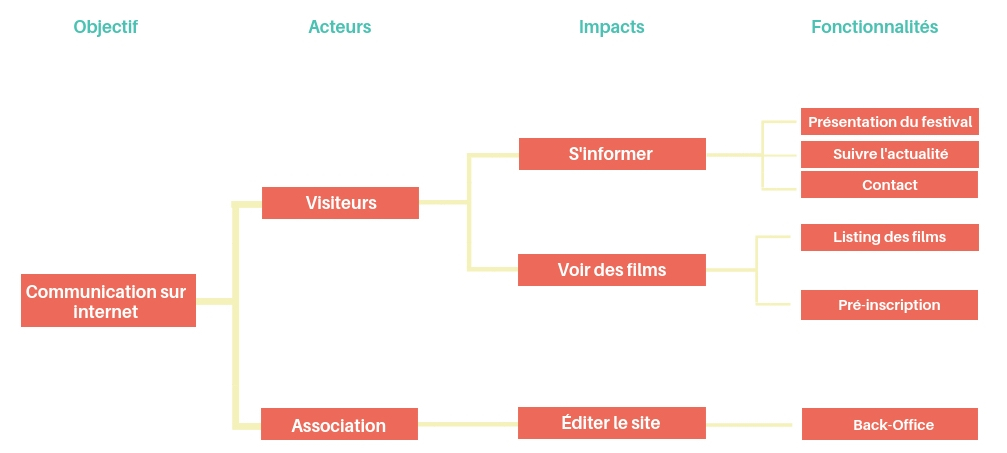 Objectif
Acteurs
Impacts
Fonctionnalités
Présentation du festival
S'informer
Suivre l'actualité
Contact
Visiteurs
Listing des films
Voir des films
Communication sur
internet
Pré-inscription
Association
Éditer le site
Back-Office